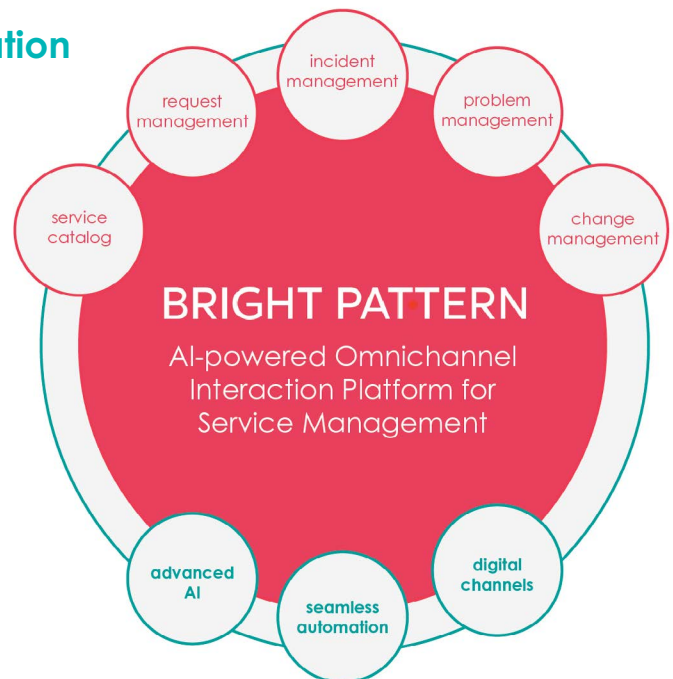 ation
incident
management
request
management
problem
management
service
catalog
change
management
BRIGHT PATTERN
AI-powered Omnichannel
Interaction Platform for
Service Management
advanced
AI
seamless
automation
digital
channels